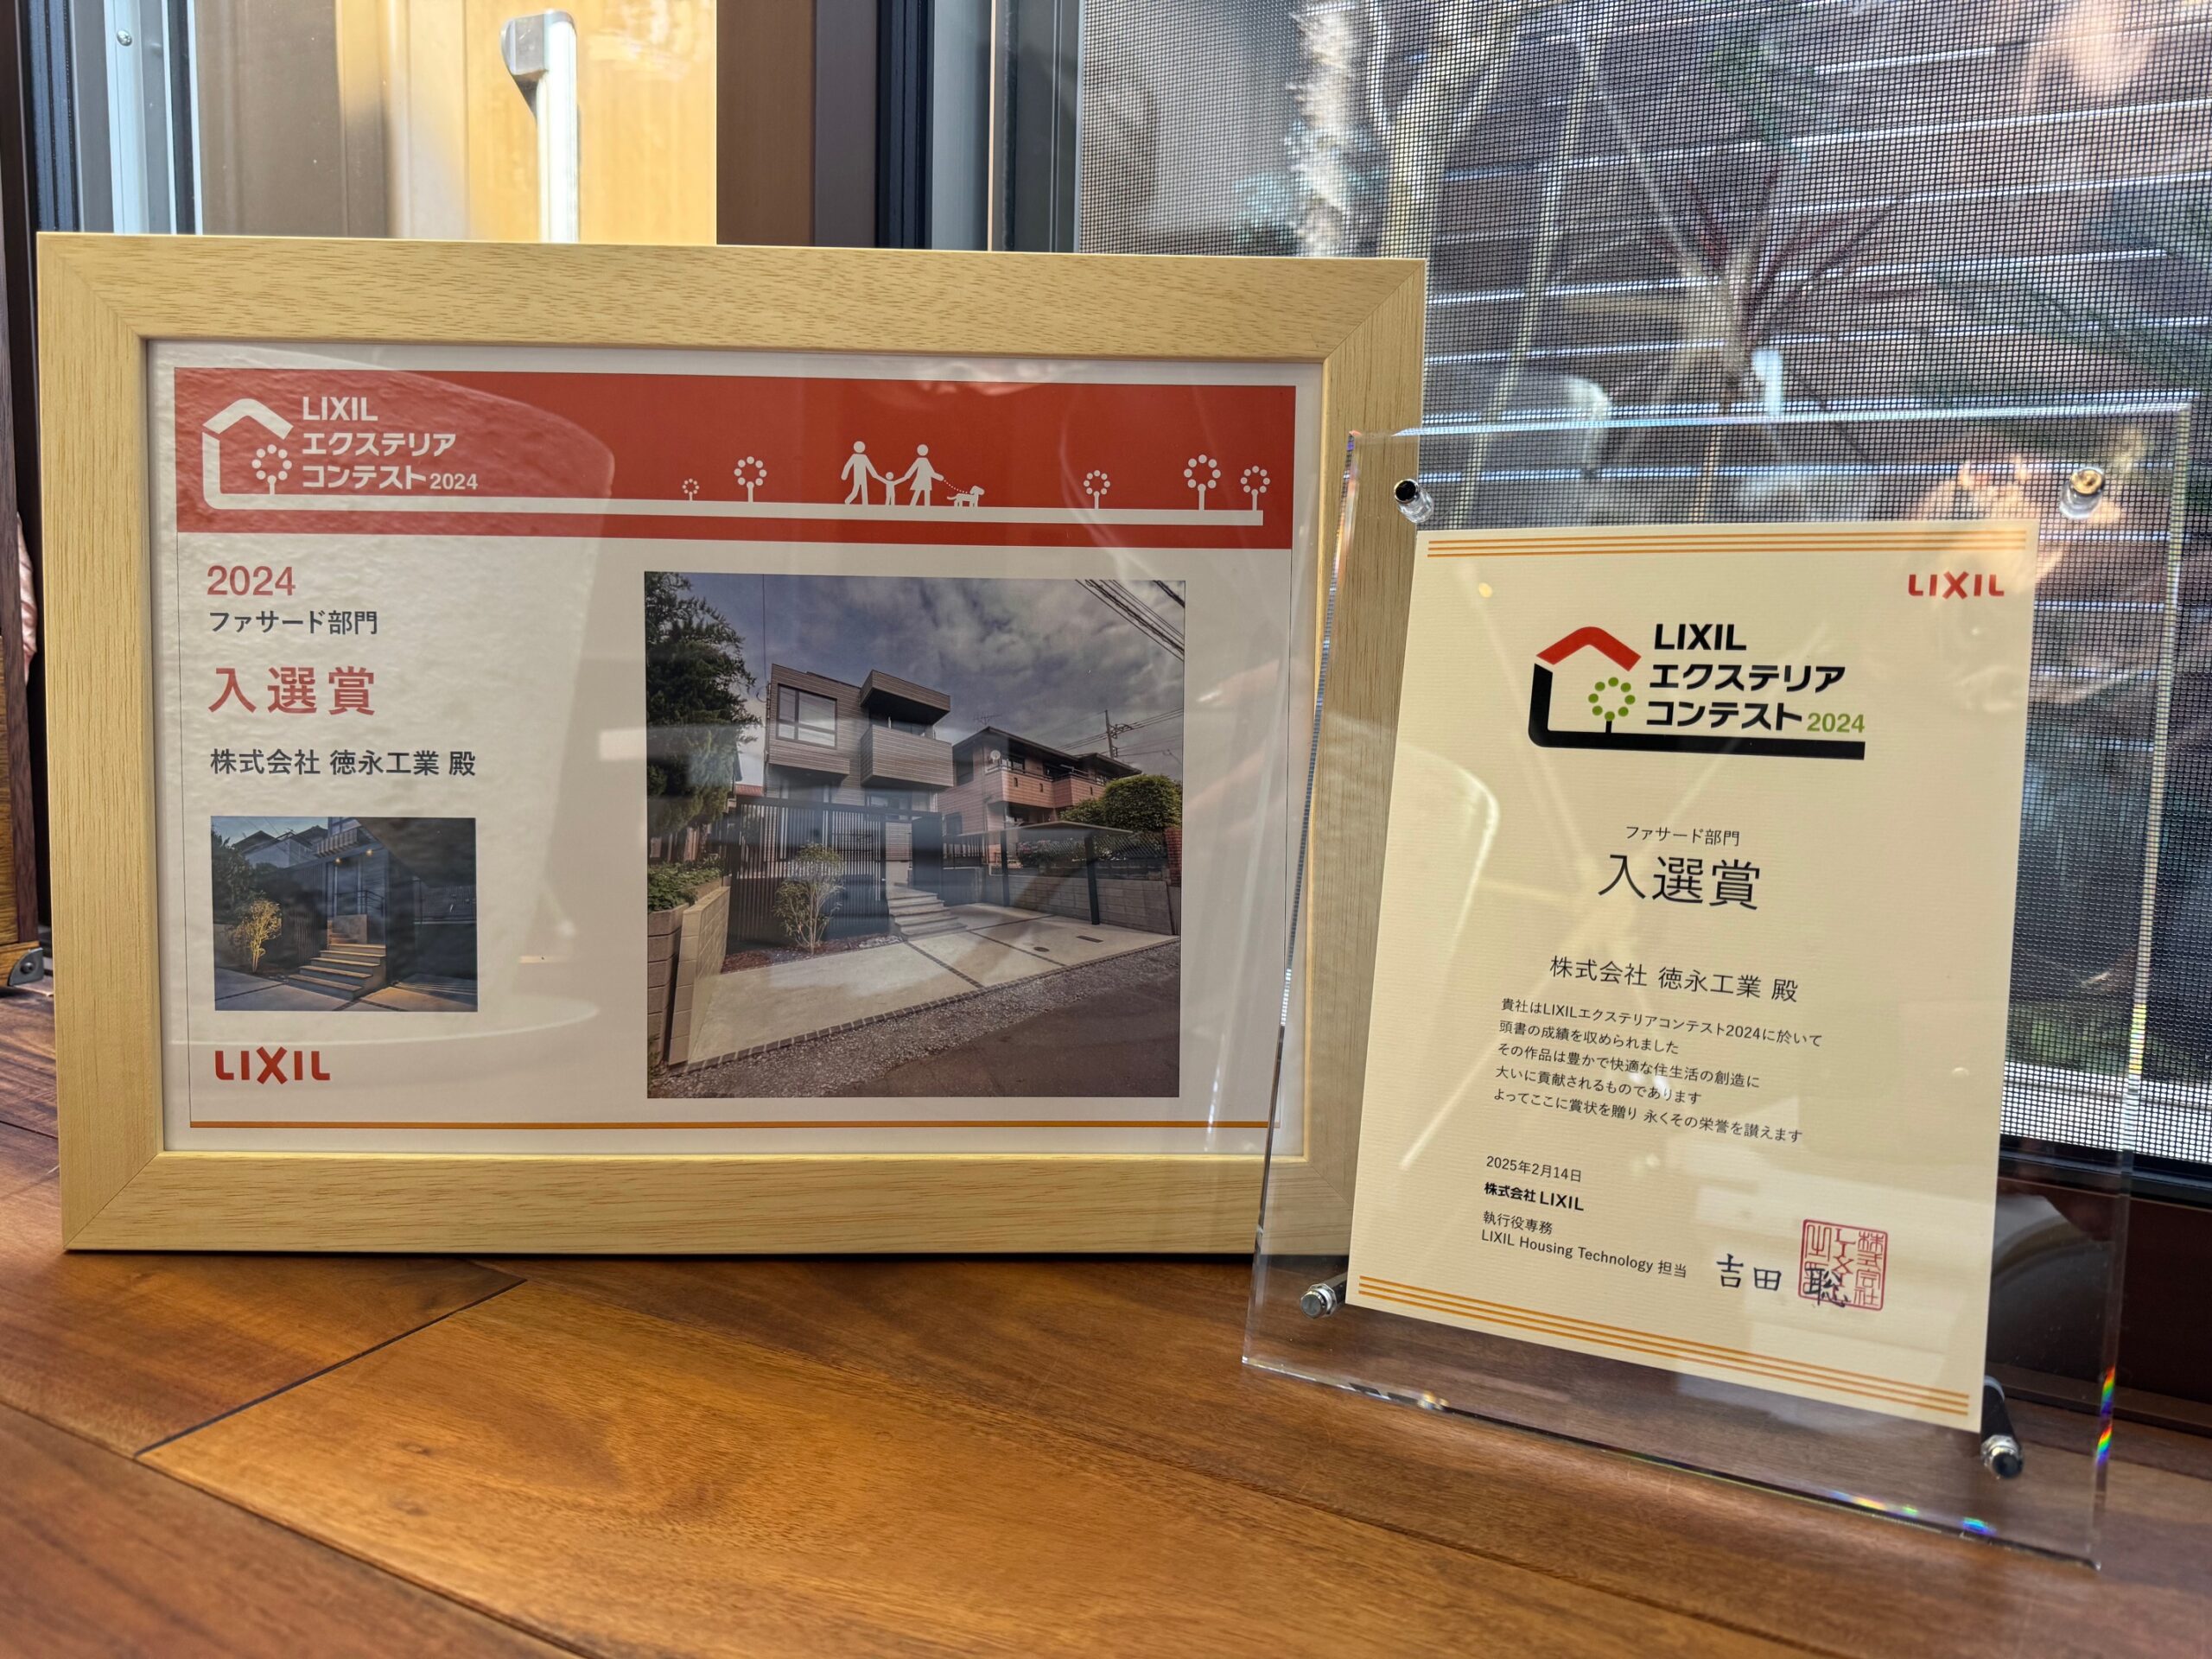 LIXIL
エクステリア
コンテスト2024
2024
ファサード部門
入選賞
株式会社 徳永工業 殿
LIXIL
LIXIL
LIXIL
エクステリア
コンテスト2024
ファサード部門
入選賞
株式会社 徳永工業 殿
貴社はLIXILエクステリアコンテスト2024に於いて
頭書の成績を収められました
その作品は豊かで快適な住生活の創造に
大いに貢献されるものであります
よってここに賞状を贈り 永くその栄誉を讃えます
2025年2月14日
株式会社 LIXIL
執行役専務
LIXIL Housing Technology 担当
吉田 聡